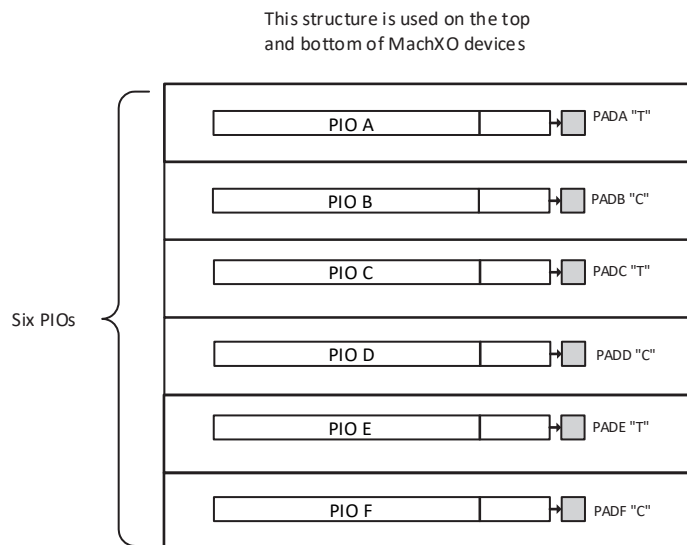 This structure is used on the top
and bottom of MachXO devices
PIO A
PADA "T"
PIO B
PADB "C"
PIO C
PADC "T"
Six PIOs
PIO D
PADD "C"
PIO E
PADE "T"
PIO F
PADF "C"